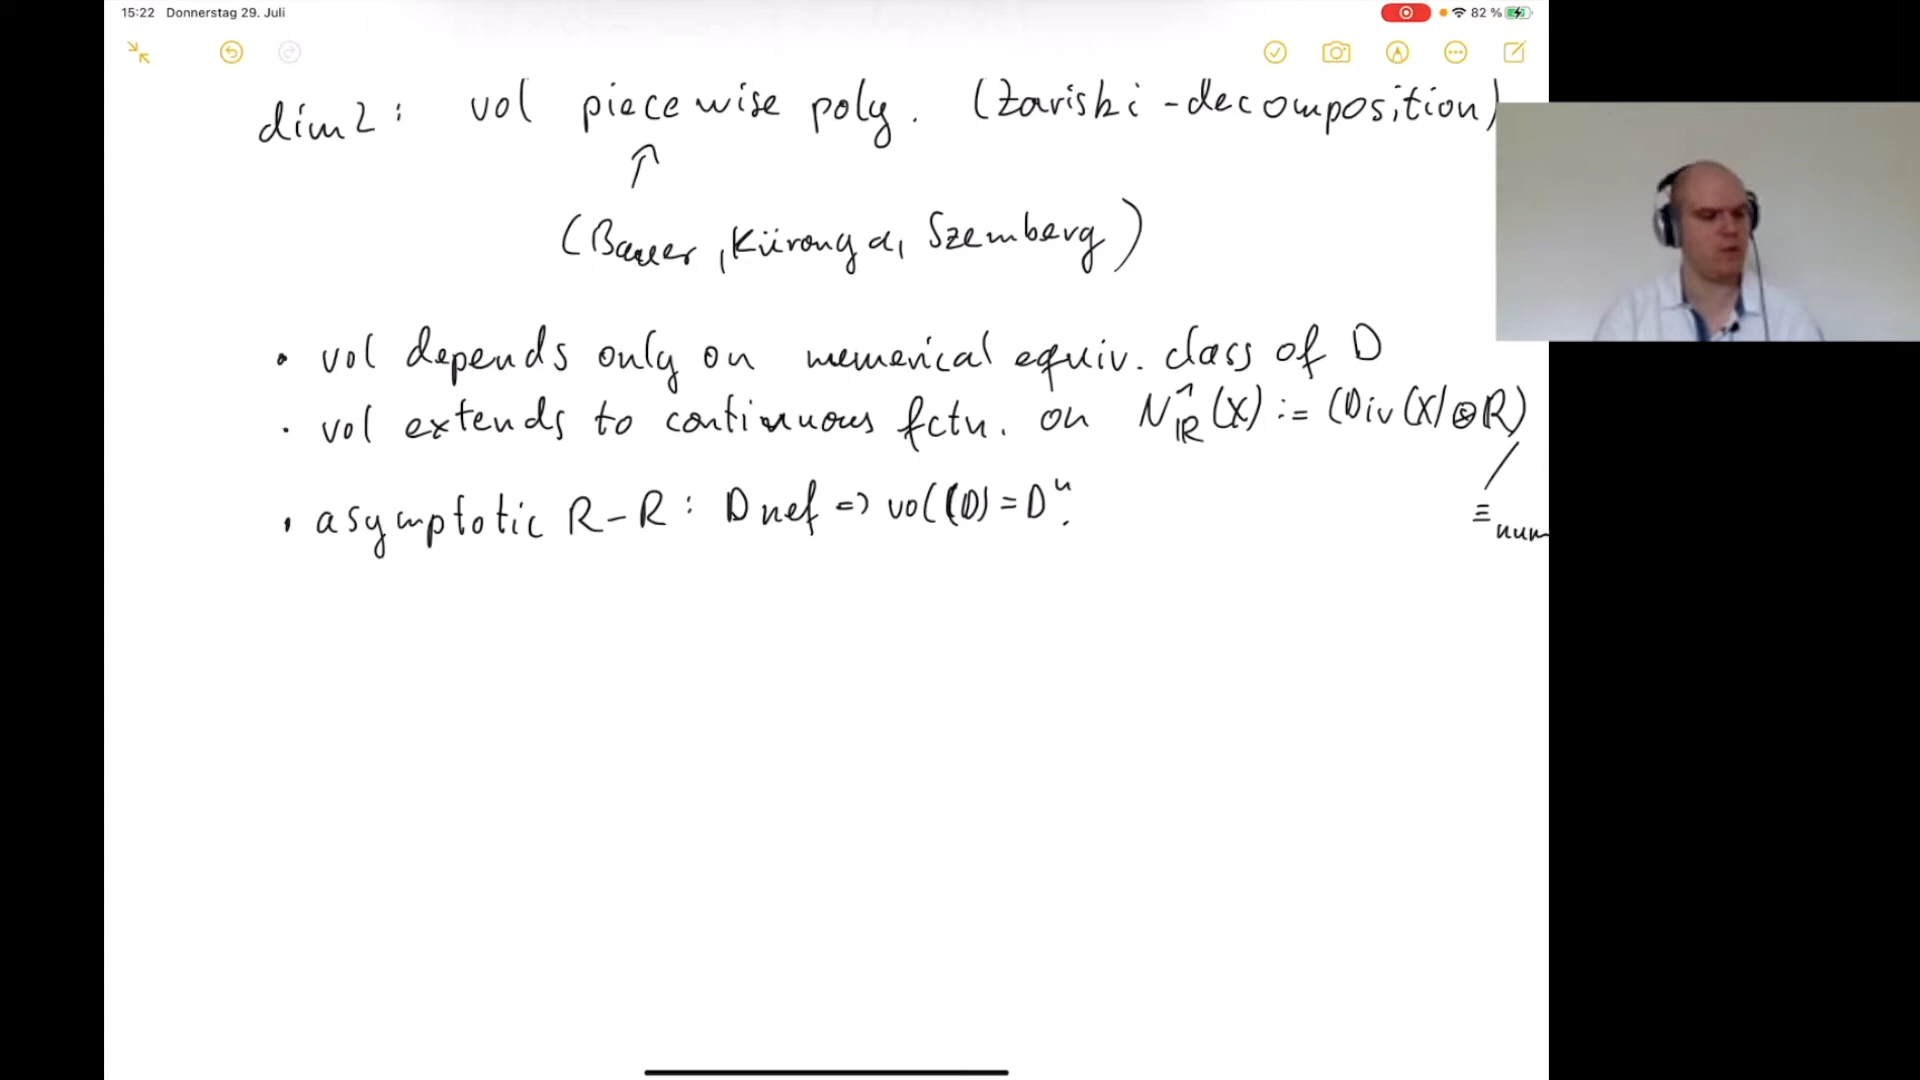 15:22 Donnerstag 29. Juli
82 %
dim 2: vol piecewise poly. (Zariski-decomposition)
↑
(Bauer, Küronya, Szemberg)
• vol depends only on numerical equiv. class of D
• vol extends to continuous fctn. on N¹_ℝ(X) := (Div(X)⊗ℝ)
/
≡num
• asymptotic R-R: D nef ⇒ vol(D) = Dⁿ.